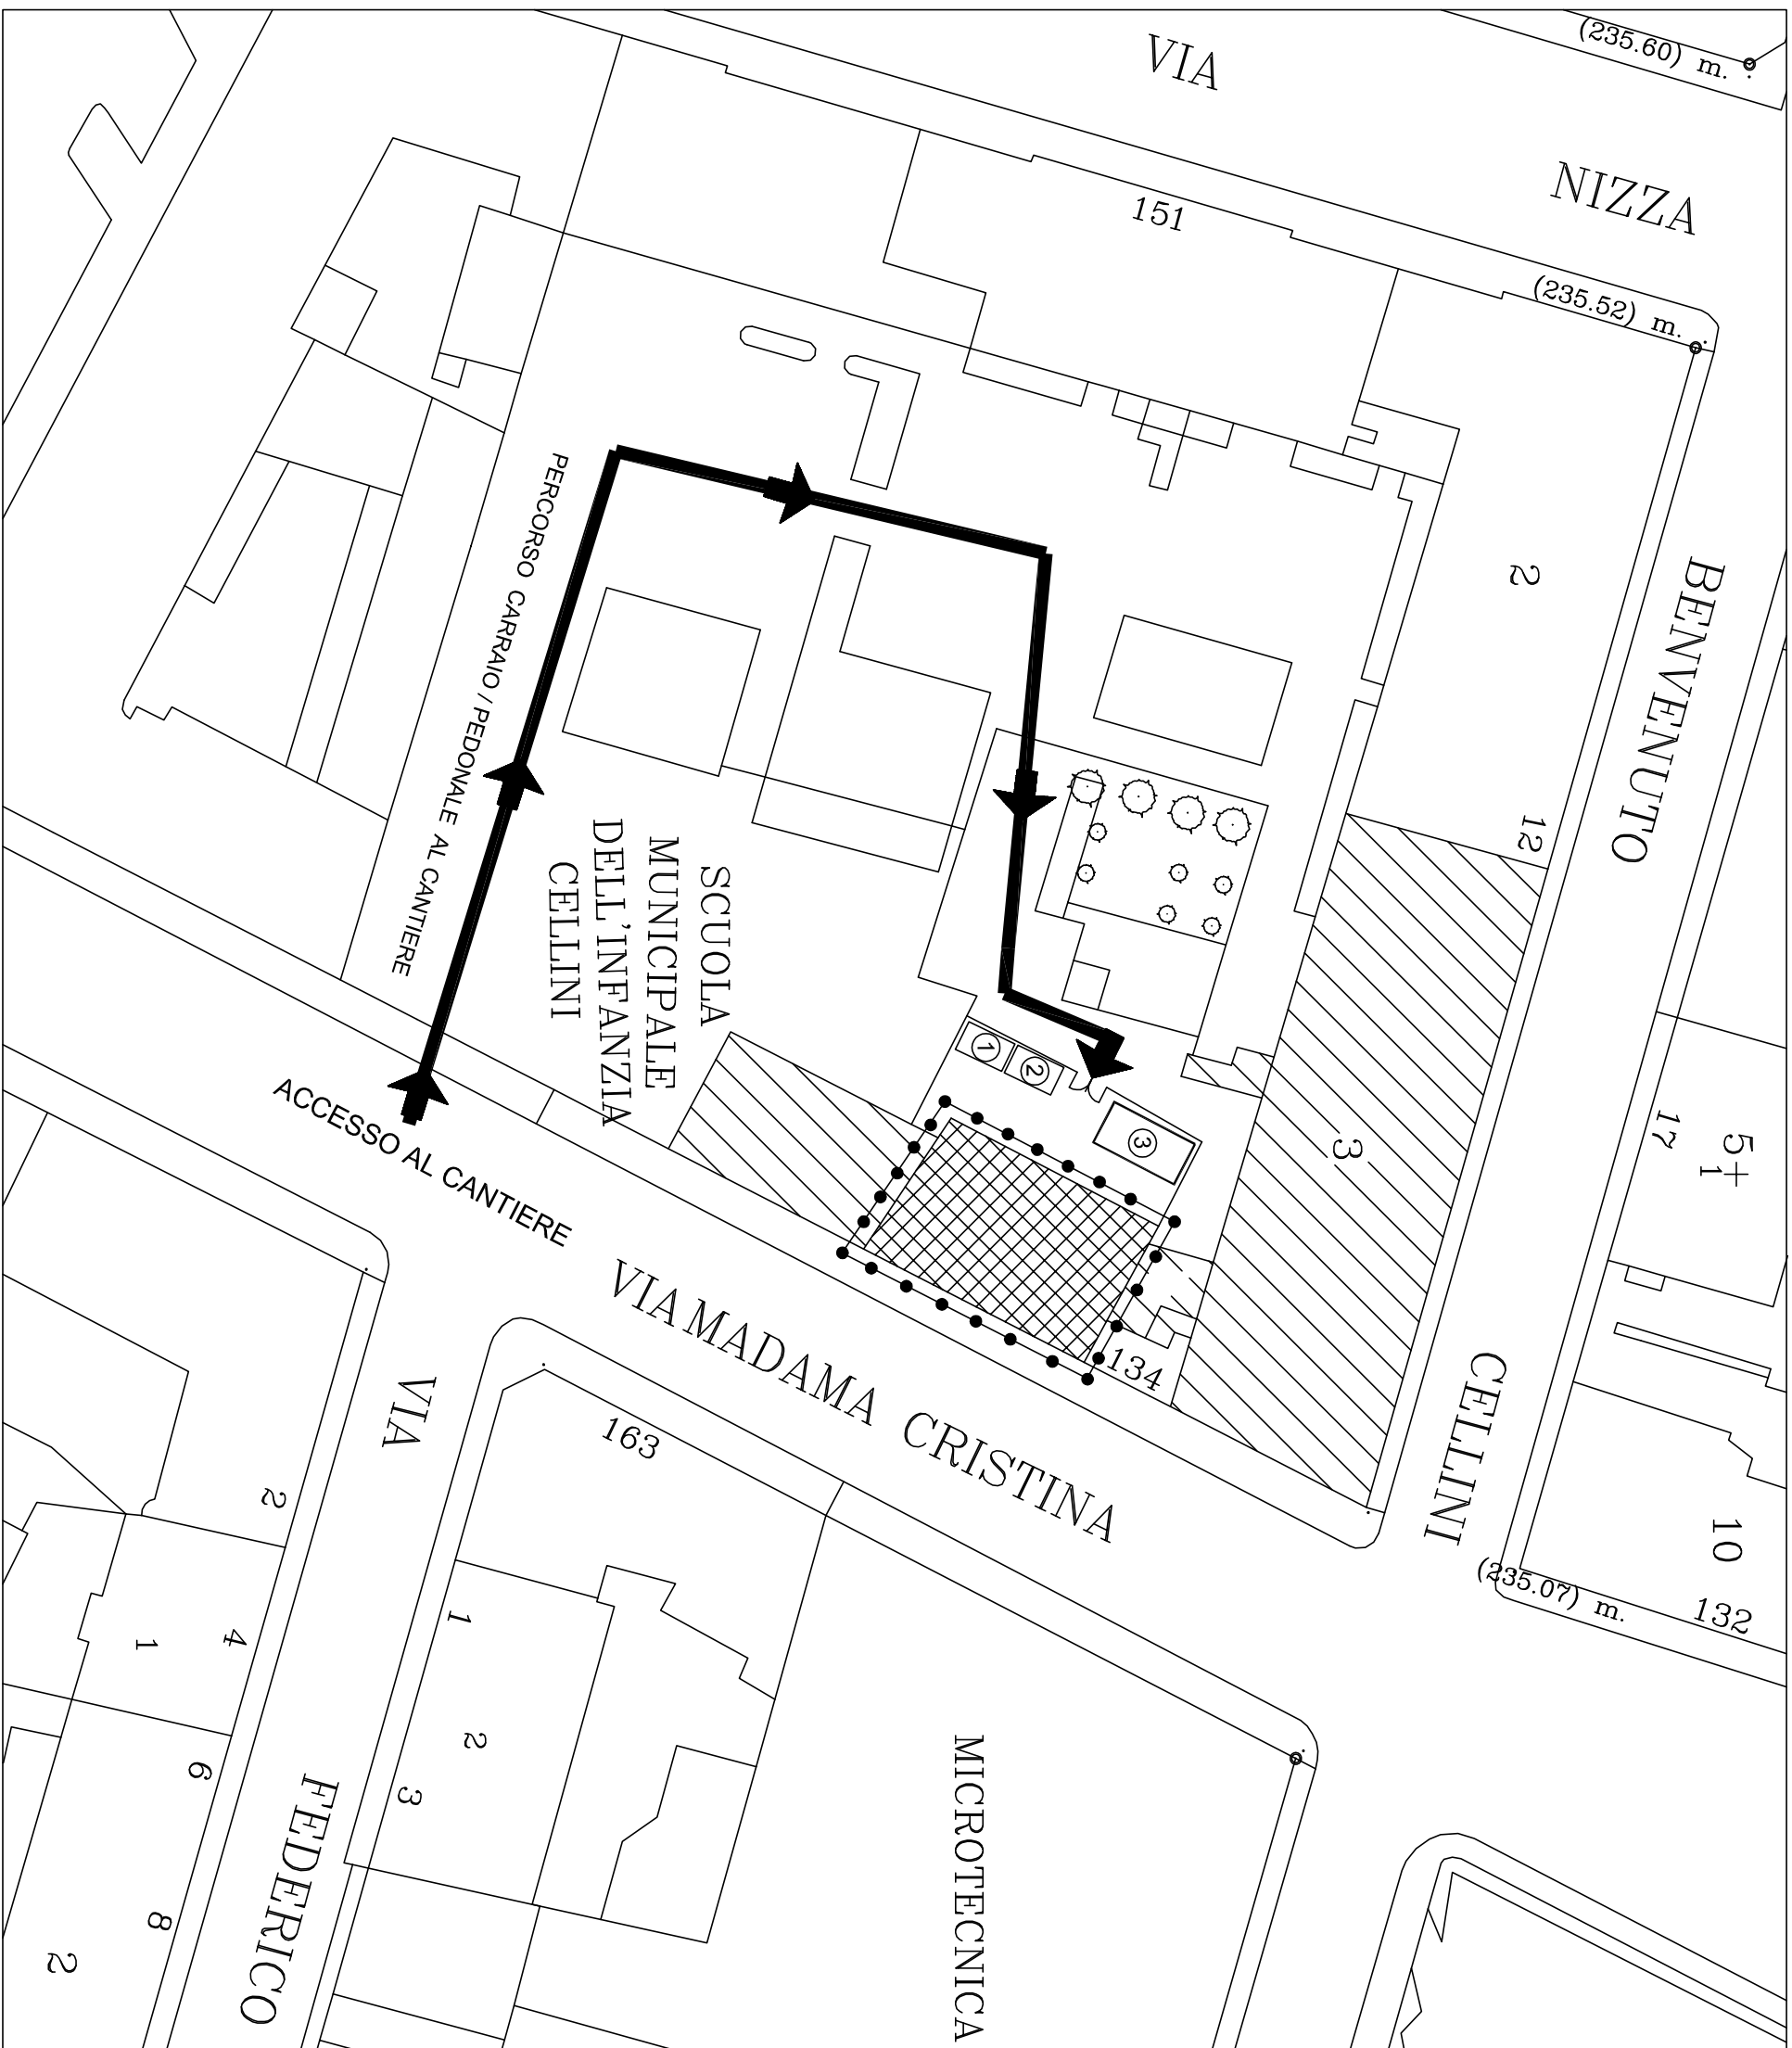 VIA
NIZZA
(235.60) m.
151
(235.52) m.
2
BENVENUTO
12
PERCORSO CARRAIO / PEDONALE AL CANTIERE
SCUOLA
MUNICIPALE
DELL'INFANZIA
CELLINI
1
2
3
3
17
5+
1
ACCESSO AL CANTIERE
VIA MADAMA CRISTINA
134
CELLINI
10
(235.07) m.
132
VIA
163
2
4
1
6
8
2
1
2
3
FEDERICO
MICROTECNICA